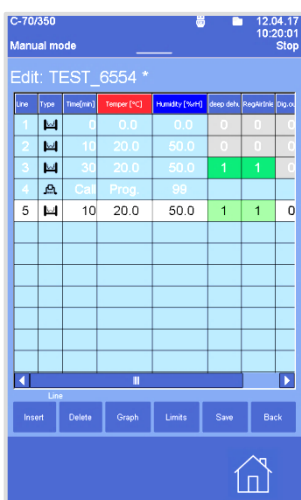 C-70/350 12.04.17
10:20:01
Manual mode Stop
Edit: TEST_6554 *
Line Type Time[min] Temper [°C] Humidity [%rH] deep dehu RegAirInle Dig.ou
1 0 0.0 0.0 0 0 0
2 10 20.0 50.0 0 0 0
3 30 20.0 50.0 1 1 0
4 Call Prog. 99
5 10 20.0 50.0 1 1 0
Line
Insert Delete Graph Limits Save Back